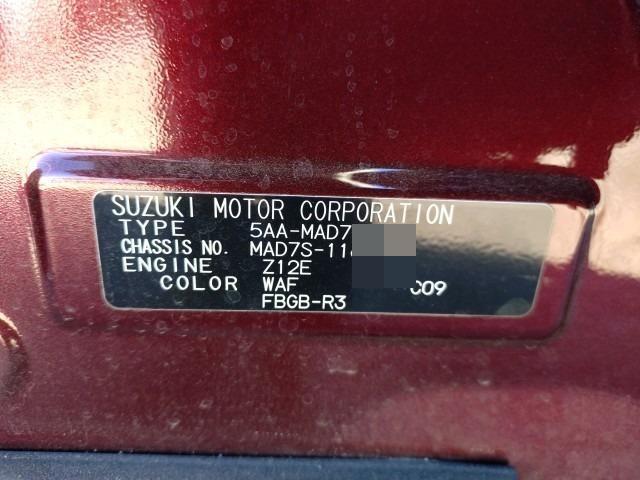 SUZUKI MOTOR CORPORATION
TYPE 5AA-MAD7
CHASSIS NO. MAD7S-11
ENGINE Z12E
COLOR WAF C09
FBGB-R3